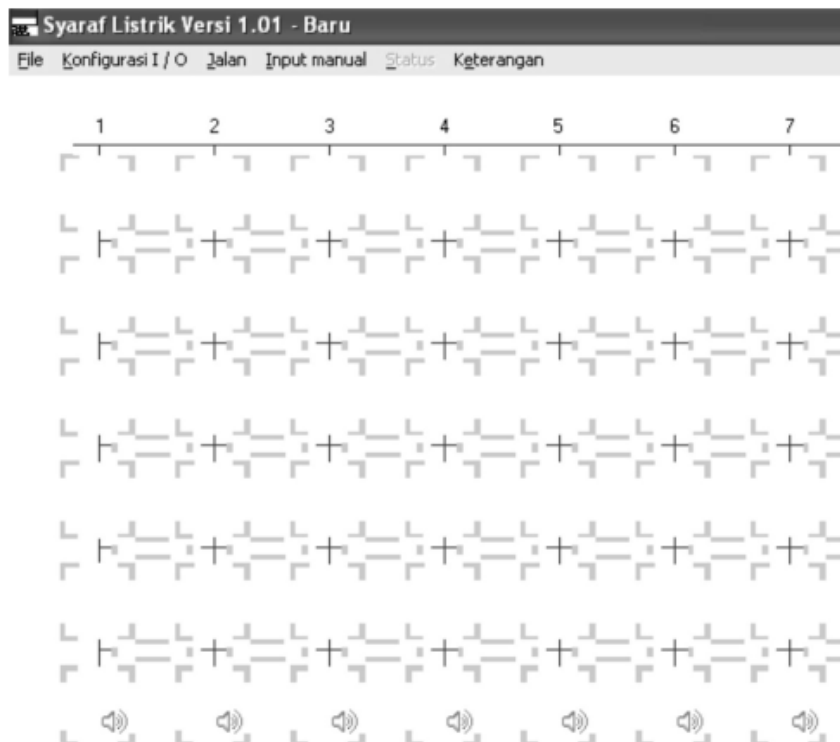 Syaraf Listrik Versi 1.01 - Baru
File Konfigurasi I / O Jalan Input manual Status Keterangan
1 2 3 4 5 6 7